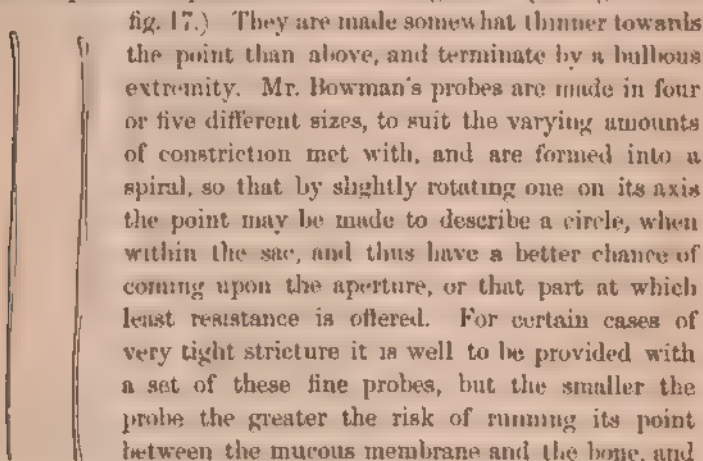 fig. 17.) They are made somewhat thinner towards
the point than above, and terminate by a bulbous
extremity. Mr. Bowman's probes are made in four
or five different sizes, to suit the varying amounts
of constriction met with, and are formed into a
spiral, so that by slightly rotating one on its axis
the point may be made to describe a circle, when
within the sac, and thus have a better chance of
coming upon the aperture, or that part at which
least resistance is offered. For certain cases of
very tight stricture it is well to be provided with
a set of these fine probes, but the smaller the
probe the greater the risk of running its point
between the mucous membrane and the bone, and